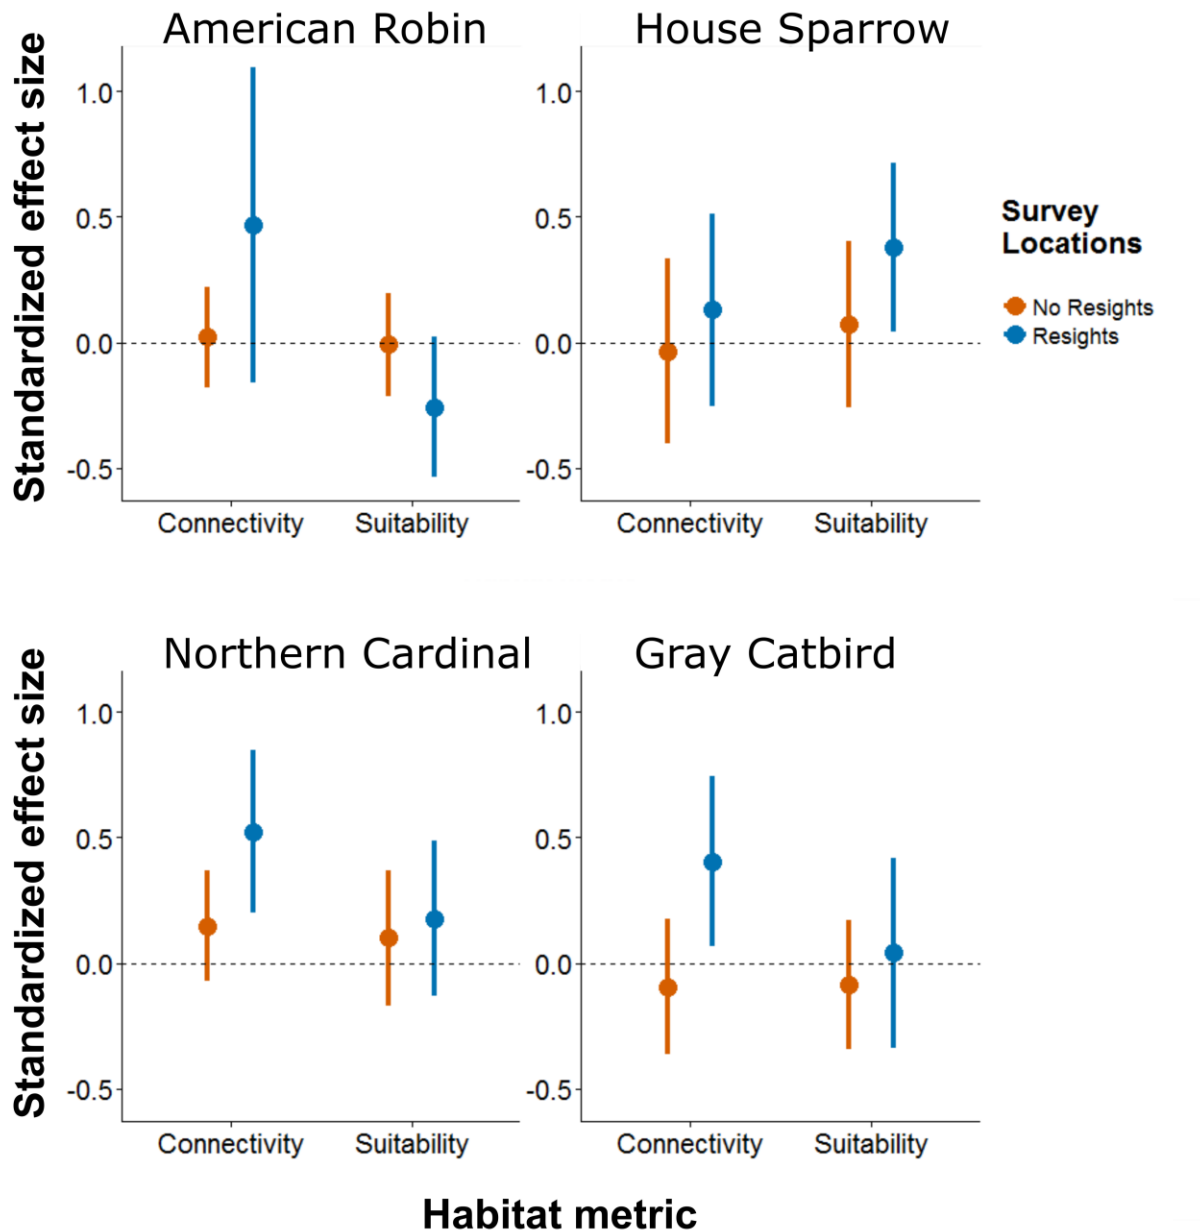 American Robin
House Sparrow
Standardized effect size
1.0
0.5
0.0
-0.5
Connectivity
Suitability
1.0
0.5
0.0
-0.5
Connectivity
Suitability
Survey
Locations
No Resights
Resights
Northern Cardinal
Gray Catbird
Standardized effect size
1.0
0.5
0.0
-0.5
Connectivity
Suitability
1.0
0.5
0.0
-0.5
Connectivity
Suitability
Habitat metric